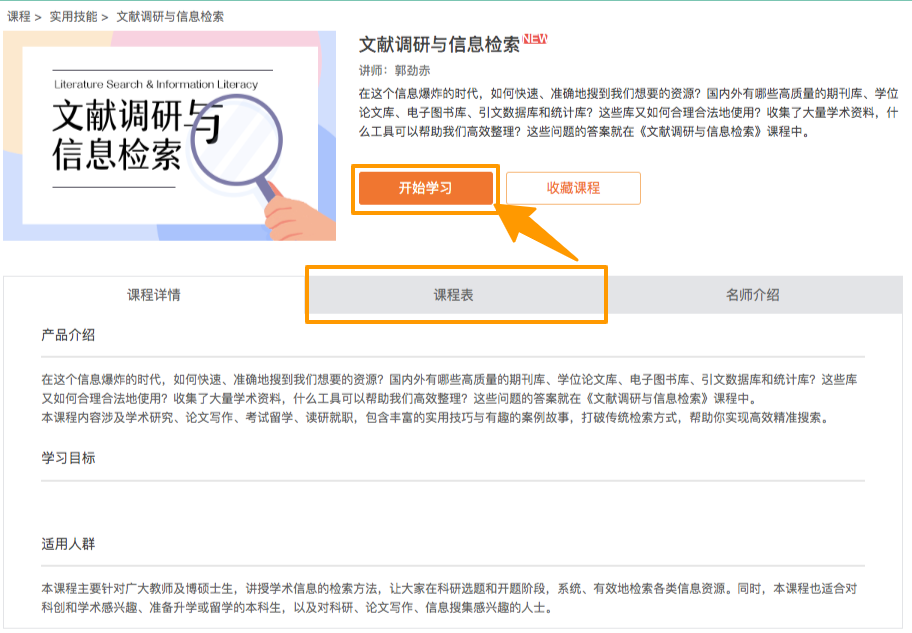 课程 > 实用技能 > 文献调研与信息检索
Literature Search & Information Literacy
文献调研与
信息检索
文献调研与信息检索NEW
讲师：郭劲赤
在这个信息爆炸的时代，如何快速、准确地搜到我们想要的资源？国内外有哪些高质量的期刊库、学位
论文库、电子图书库、引文数据库和统计库？这些库又如何合理合法地使用？收集了大量学术资料，什
么工具可以帮助我们高效整理？这些问题的答案就在《文献调研与信息检索》课程中。
开始学习
收藏课程
课程详情
课程表
名师介绍
产品介绍
在这个信息爆炸的时代，如何快速、准确地搜到我们想要的资源？国内外有哪些高质量的期刊库、学位论文库、电子图书库、引文数据库和统计库？这些库
又如何合理合法地使用？收集了大量学术资料，什么工具可以帮助我们高效整理？这些问题的答案就在《文献调研与信息检索》课程中。
本课程内容涉及学术研究、论文写作、考试留学、读研就职，包含丰富的实用技巧与有趣的案例故事，打破传统检索方式，帮助你实现高效精准搜索。
学习目标
适用人群
本课程主要针对广大教师及博硕士生，讲授学术信息的检索方法，让大家在科研选题和开题阶段，系统、有效地检索各类信息资源。同时，本课程也适合对
科创和学术感兴趣、准备升学或留学的本科生，以及对科研、论文写作、信息搜集感兴趣的人士。